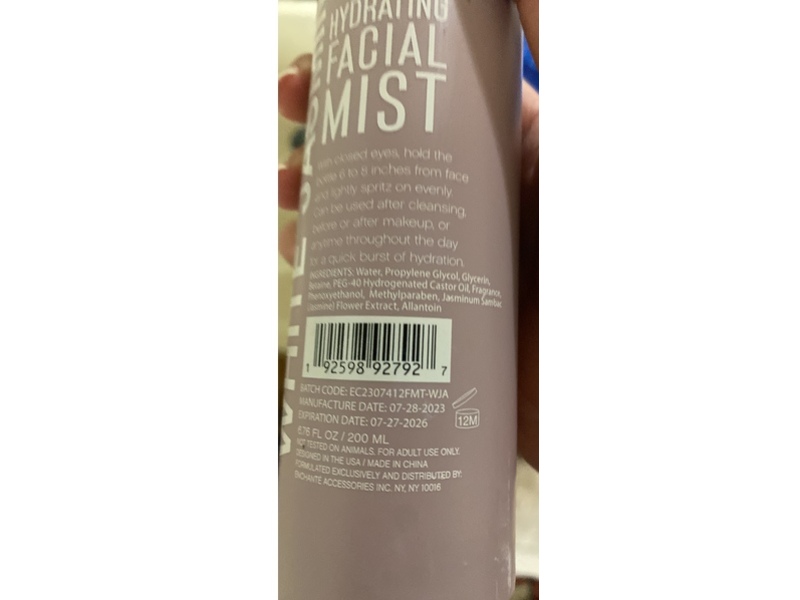 HYDRATING
FACIAL
MIST
WHITE
With closed eyes, hold the
bottle 6 to 8 inches from face
and lightly spritz on evenly.
Can be used after cleansing,
before or after makeup, or
anytime throughout the day
for a quick burst of hydration.
INGREDIENTS: Water, Propylene Glycol, Glycerin,
Betaine, PEG-40 Hydrogenated Castor Oil, Fragrance,
Phenoxyethanol, Methylparaben, Jasminum Sambac
(Jasmine) Flower Extract, Allantoin
1 92598 92792 7
BATCH CODE: EC2307412FMT-WJA
MANUFACTURE DATE: 07-28-2023
EXPIRATION DATE: 07-27-2026
12M
6.76 FL OZ / 200 ML
NOT TESTED ON ANIMALS. FOR ADULT USE ONLY.
DESIGNED IN THE USA / MADE IN CHINA
FORMULATED EXCLUSIVELY AND DISTRIBUTED BY:
ENCHANTE ACCESSORIES INC. NY, NY 10016